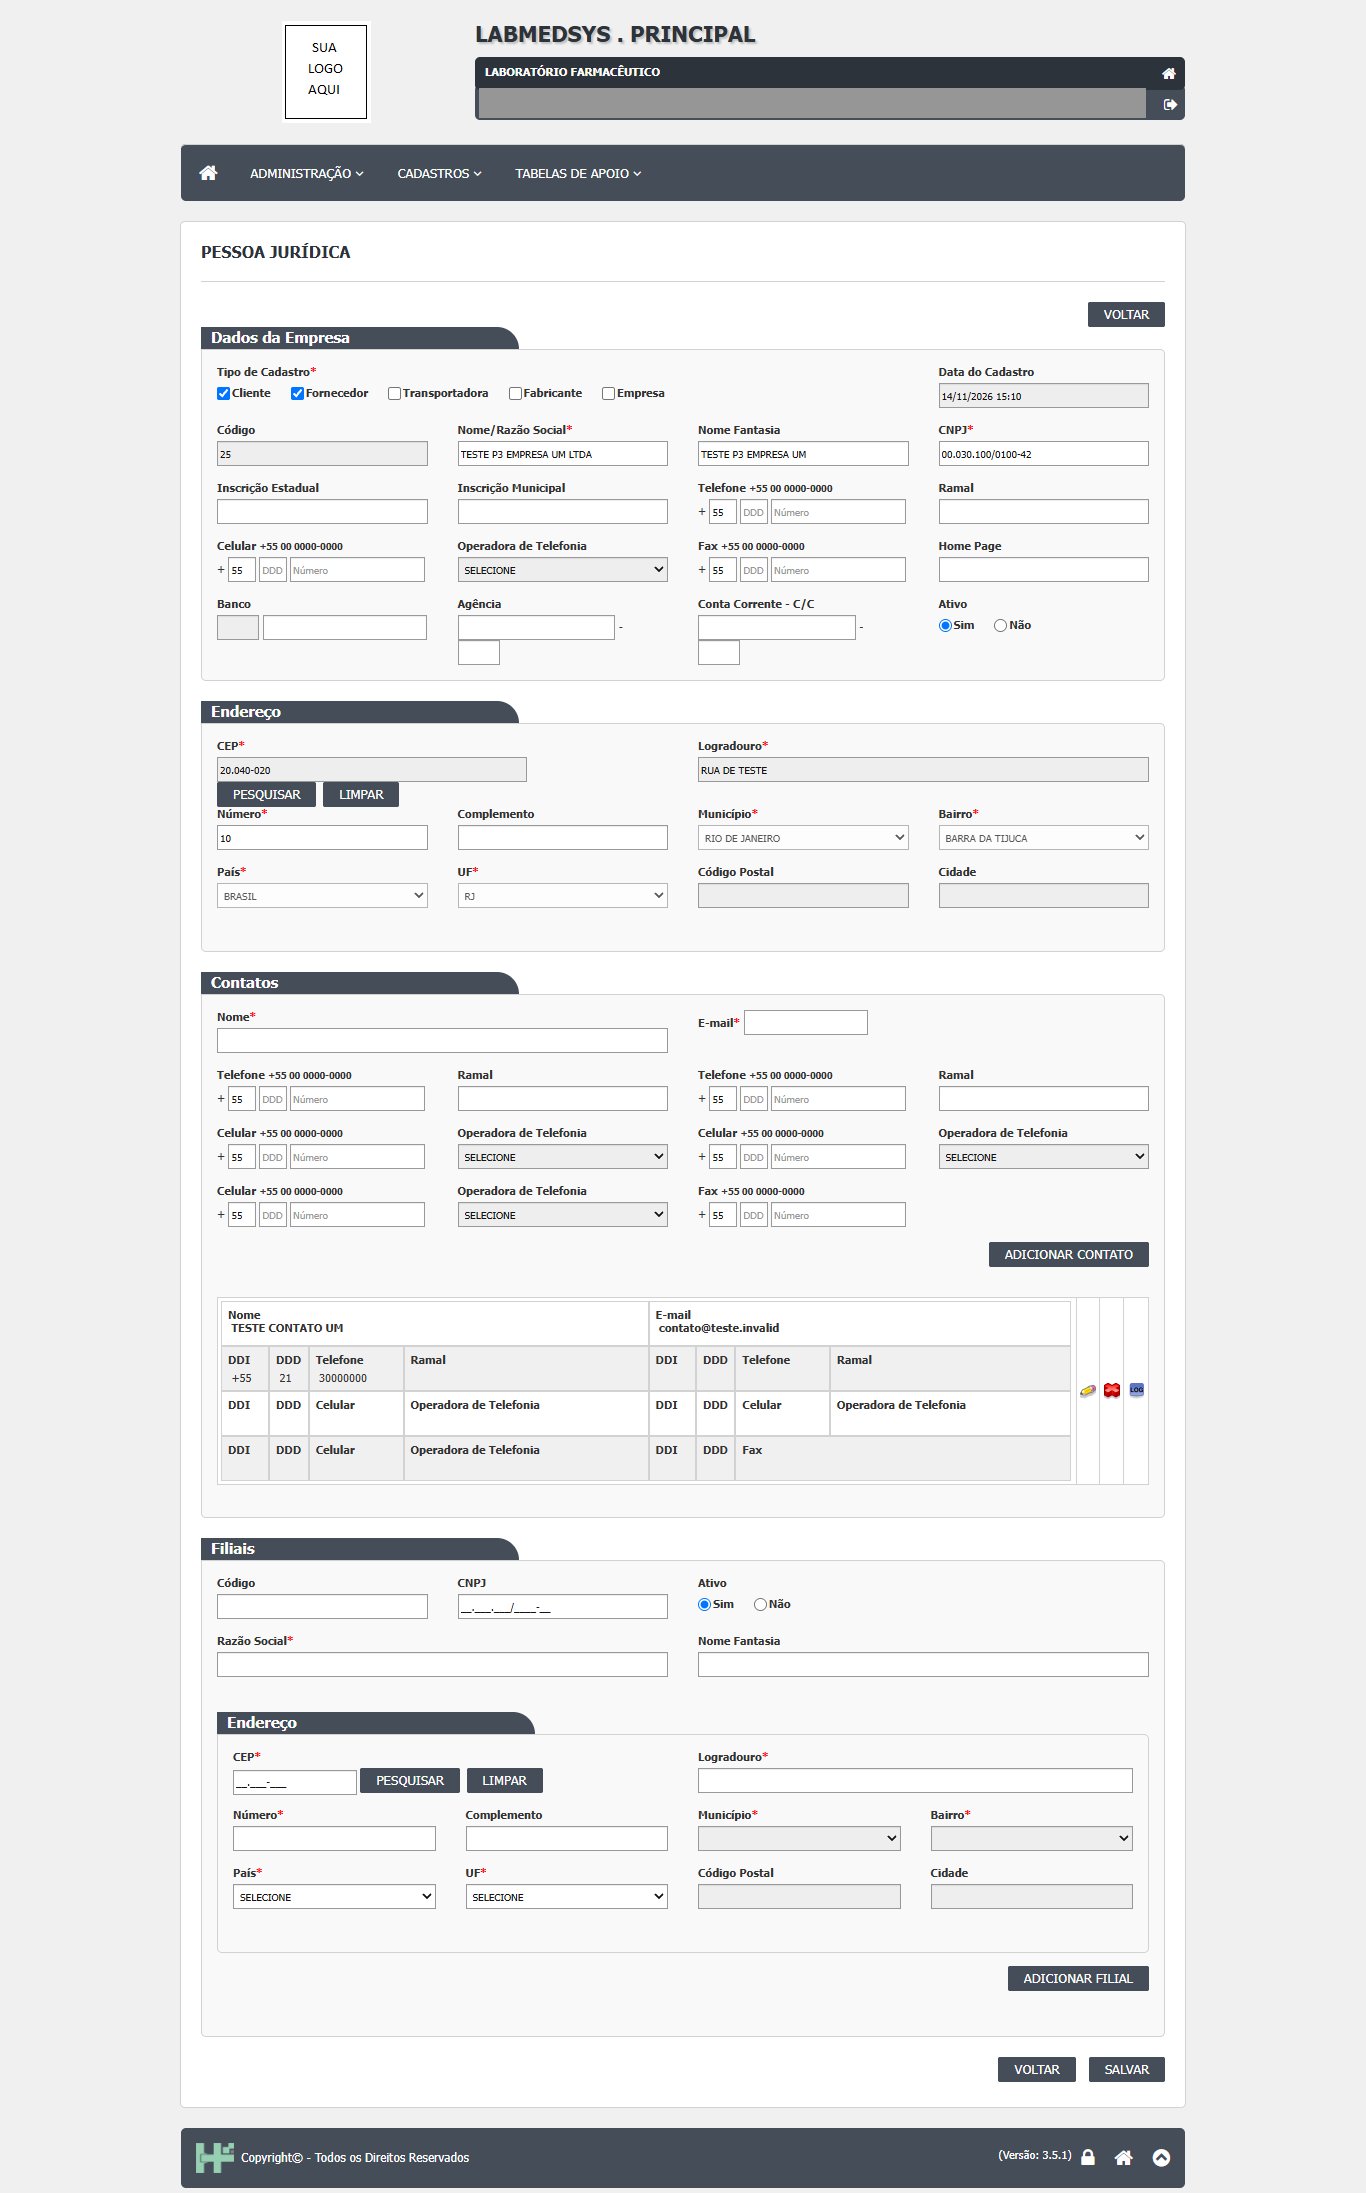 SUA
LOGO
AQUI
LABMEDSYS . PRINCIPAL
LABORATÓRIO FARMACÊUTICO
ADMINISTRAÇÃO CADASTROS TABELAS DE APOIO
PESSOA JURÍDICA
VOLTAR
Dados da Empresa
Tipo de Cadastro* Data do Cadastro
Cliente Fornecedor Transportadora Fabricante Empresa 14/11/2026 15:10
Código Nome/Razão Social* Nome Fantasia CNPJ*
25 TESTE P3 EMPRESA UM LTDA TESTE P3 EMPRESA UM 00.030.100/0100-42
Inscrição Estadual Inscrição Municipal Telefone +55 00 0000-0000 Ramal
+ 55 DDD Número
Celular +55 00 0000-0000 Operadora de Telefonia Fax +55 00 0000-0000 Home Page
+ 55 DDD Número SELECIONE + 55 DDD Número
Banco Agência Conta Corrente - C/C Ativo
- - Sim Não
Endereço
CEP* Logradouro*
20.040-020 RUA DE TESTE
PESQUISAR LIMPAR
Número* Complemento Município* Bairro*
10 RIO DE JANEIRO BARRA DA TIJUCA
País* UF* Código Postal Cidade
BRASIL RJ
Contatos
Nome* E-mail*
Telefone +55 00 0000-0000 Ramal Telefone +55 00 0000-0000 Ramal
+ 55 DDD Número + 55 DDD Número
Celular +55 00 0000-0000 Operadora de Telefonia Celular +55 00 0000-0000 Operadora de Telefonia
+ 55 DDD Número SELECIONE + 55 DDD Número SELECIONE
Celular +55 00 0000-0000 Operadora de Telefonia Fax +55 00 0000-0000
+ 55 DDD Número SELECIONE + 55 DDD Número
ADICIONAR CONTATO
Nome E-mail
TESTE CONTATO UM contato@teste.invalid
DDI DDD Telefone Ramal DDI DDD Telefone Ramal
+55 21 30000000
LOG
DDI DDD Celular Operadora de Telefonia DDI DDD Celular Operadora de Telefonia
DDI DDD Celular Operadora de Telefonia DDI DDD Fax
Filiais
Código CNPJ Ativo
__.___.___/____-__ Sim Não
Razão Social* Nome Fantasia
Endereço
CEP* Logradouro*
__.___-___ PESQUISAR LIMPAR
Número* Complemento Município* Bairro*
País* UF* Código Postal Cidade
SELECIONE SELECIONE
ADICIONAR FILIAL
VOLTAR SALVAR
Copyright© - Todos os Direitos Reservados (Versão: 3.5.1)